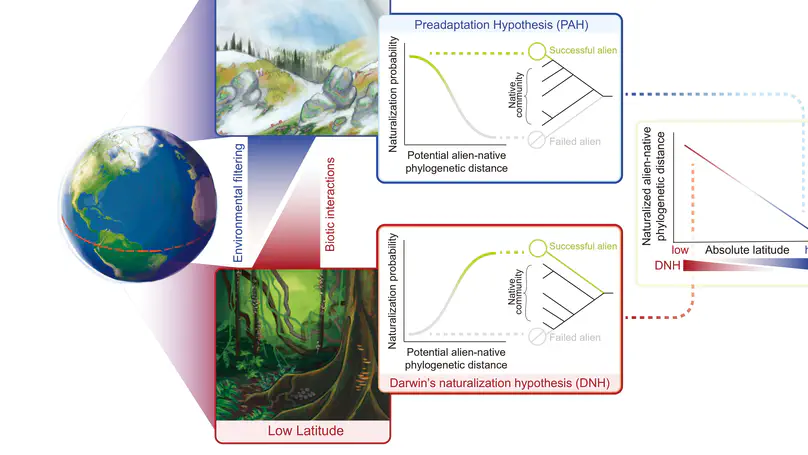 Preadaptation Hypothesis (PAH)
Naturalization probability
Successful alien
Native
community
Failed alien
Potential alien-native
phylogenetic distance
Environmental filtering
Biotic interactions
Naturalization probability
Successful alien
Native
community
Failed alien
Potential alien-native
phylogenetic distance
Darwin's naturalization hypothesis (DNH)
Low Latitude
Naturalized alien-native
phylogenetic distance
low Absolute latitude h
DNH